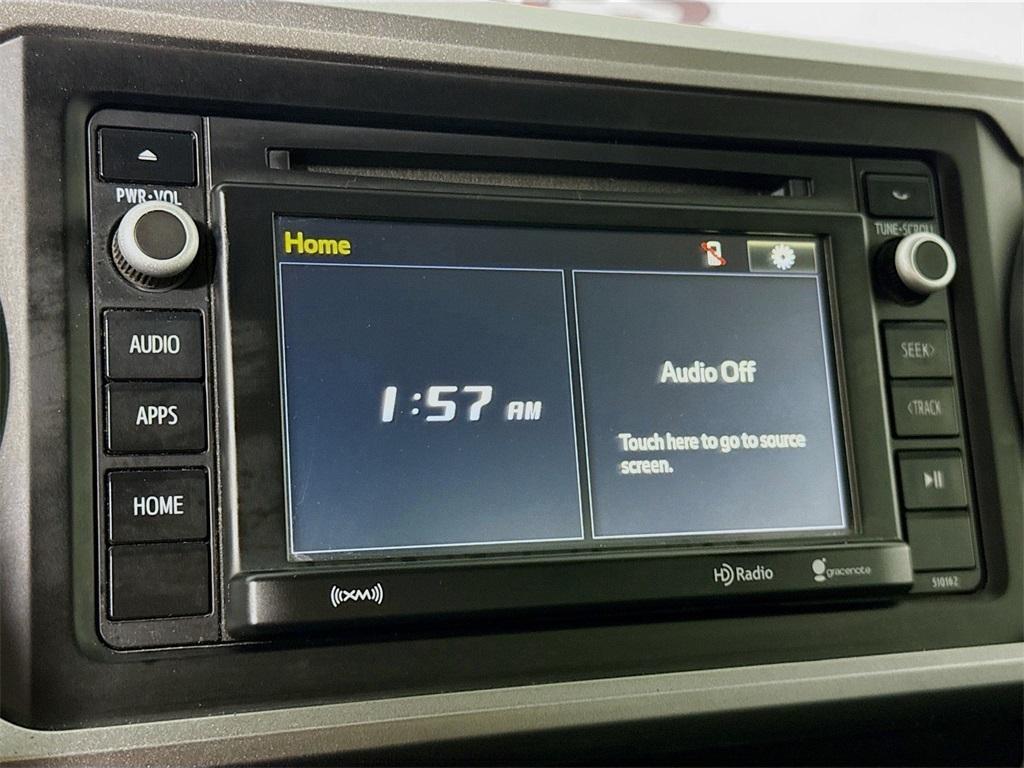 PWR•VOL
TUNE•SCROLL
Home
AUDIO
APPS
HOME
1:57 AM
Audio Off
Touch here to go to source
screen.
SEEK>
<TRACK
((XM))
HD Radio
gracenote
510162